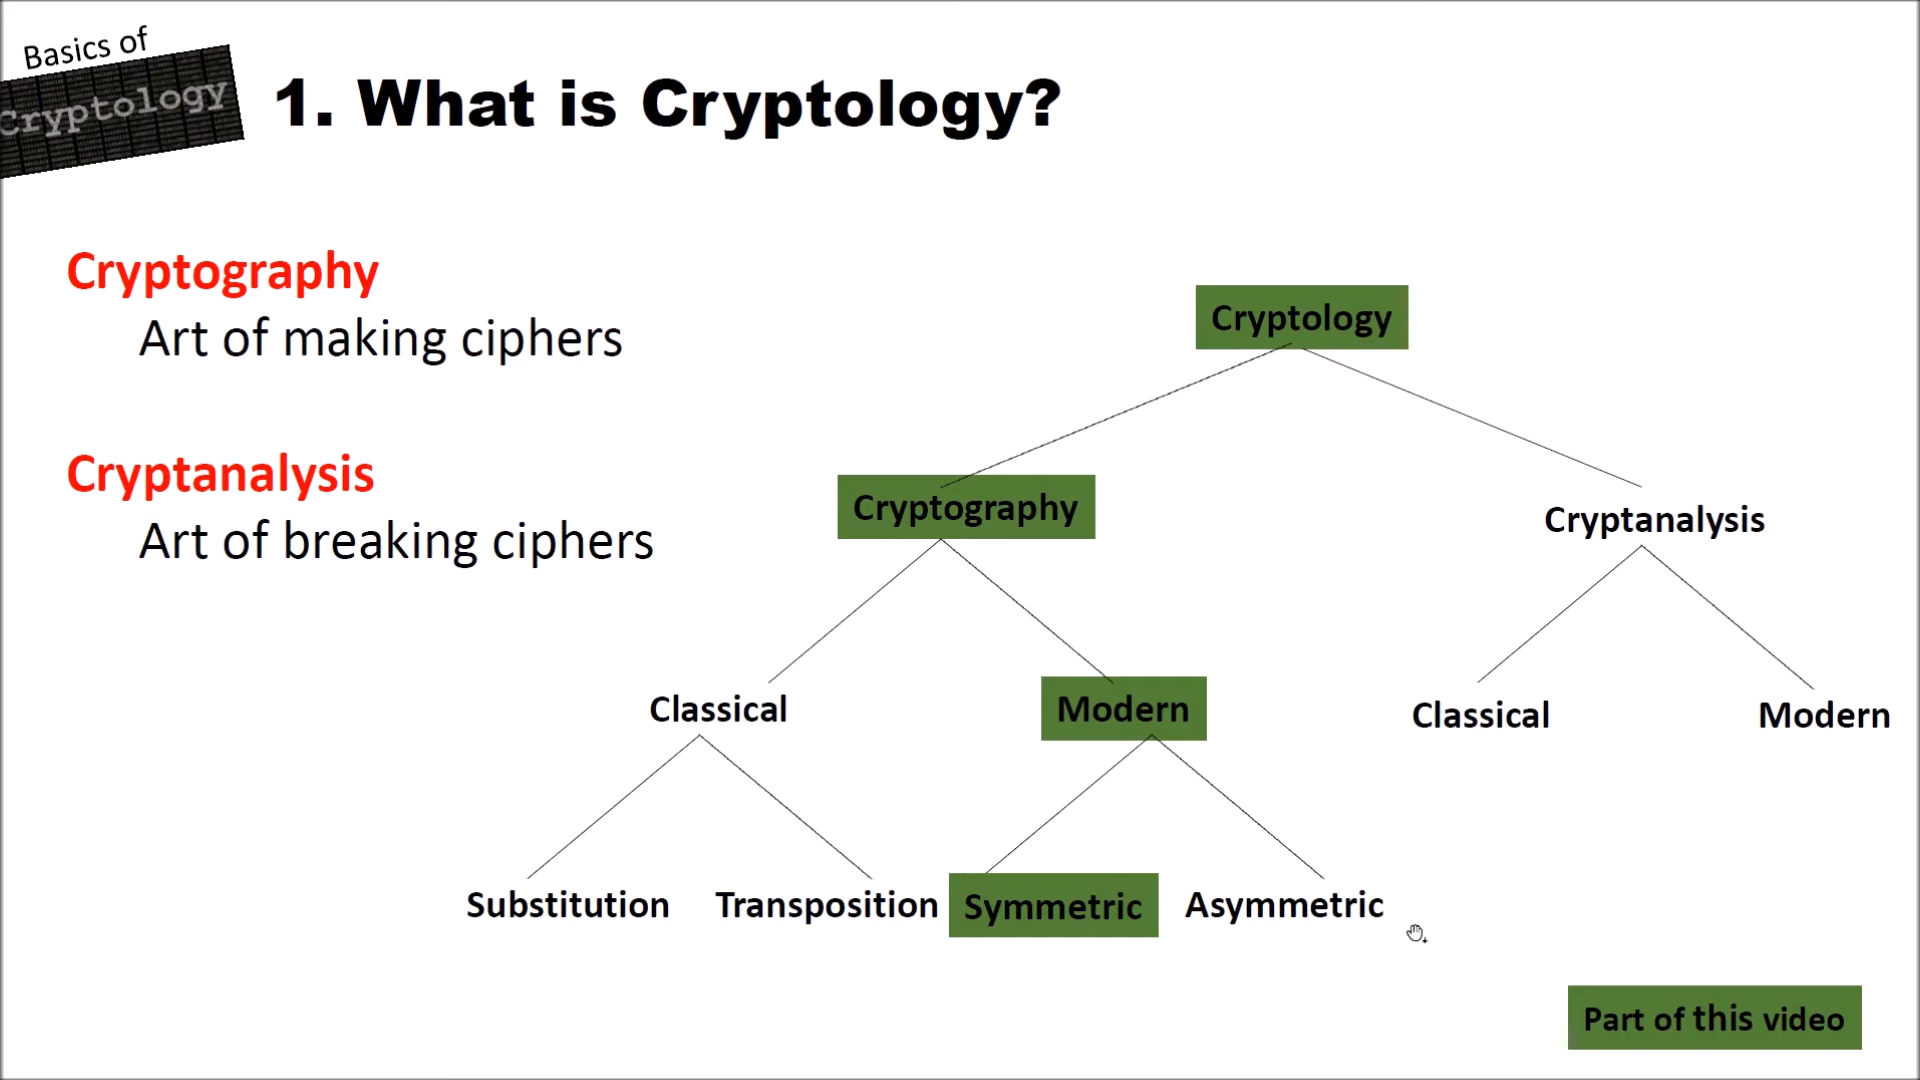 Basics of
Cryptology
1. What is Cryptology?
Cryptography
Art of making ciphers
Cryptanalysis
Art of breaking ciphers
Cryptology
Cryptography
Cryptanalysis
Classical
Modern
Classical
Modern
Substitution
Transposition
Symmetric
Asymmetric
Part of this video